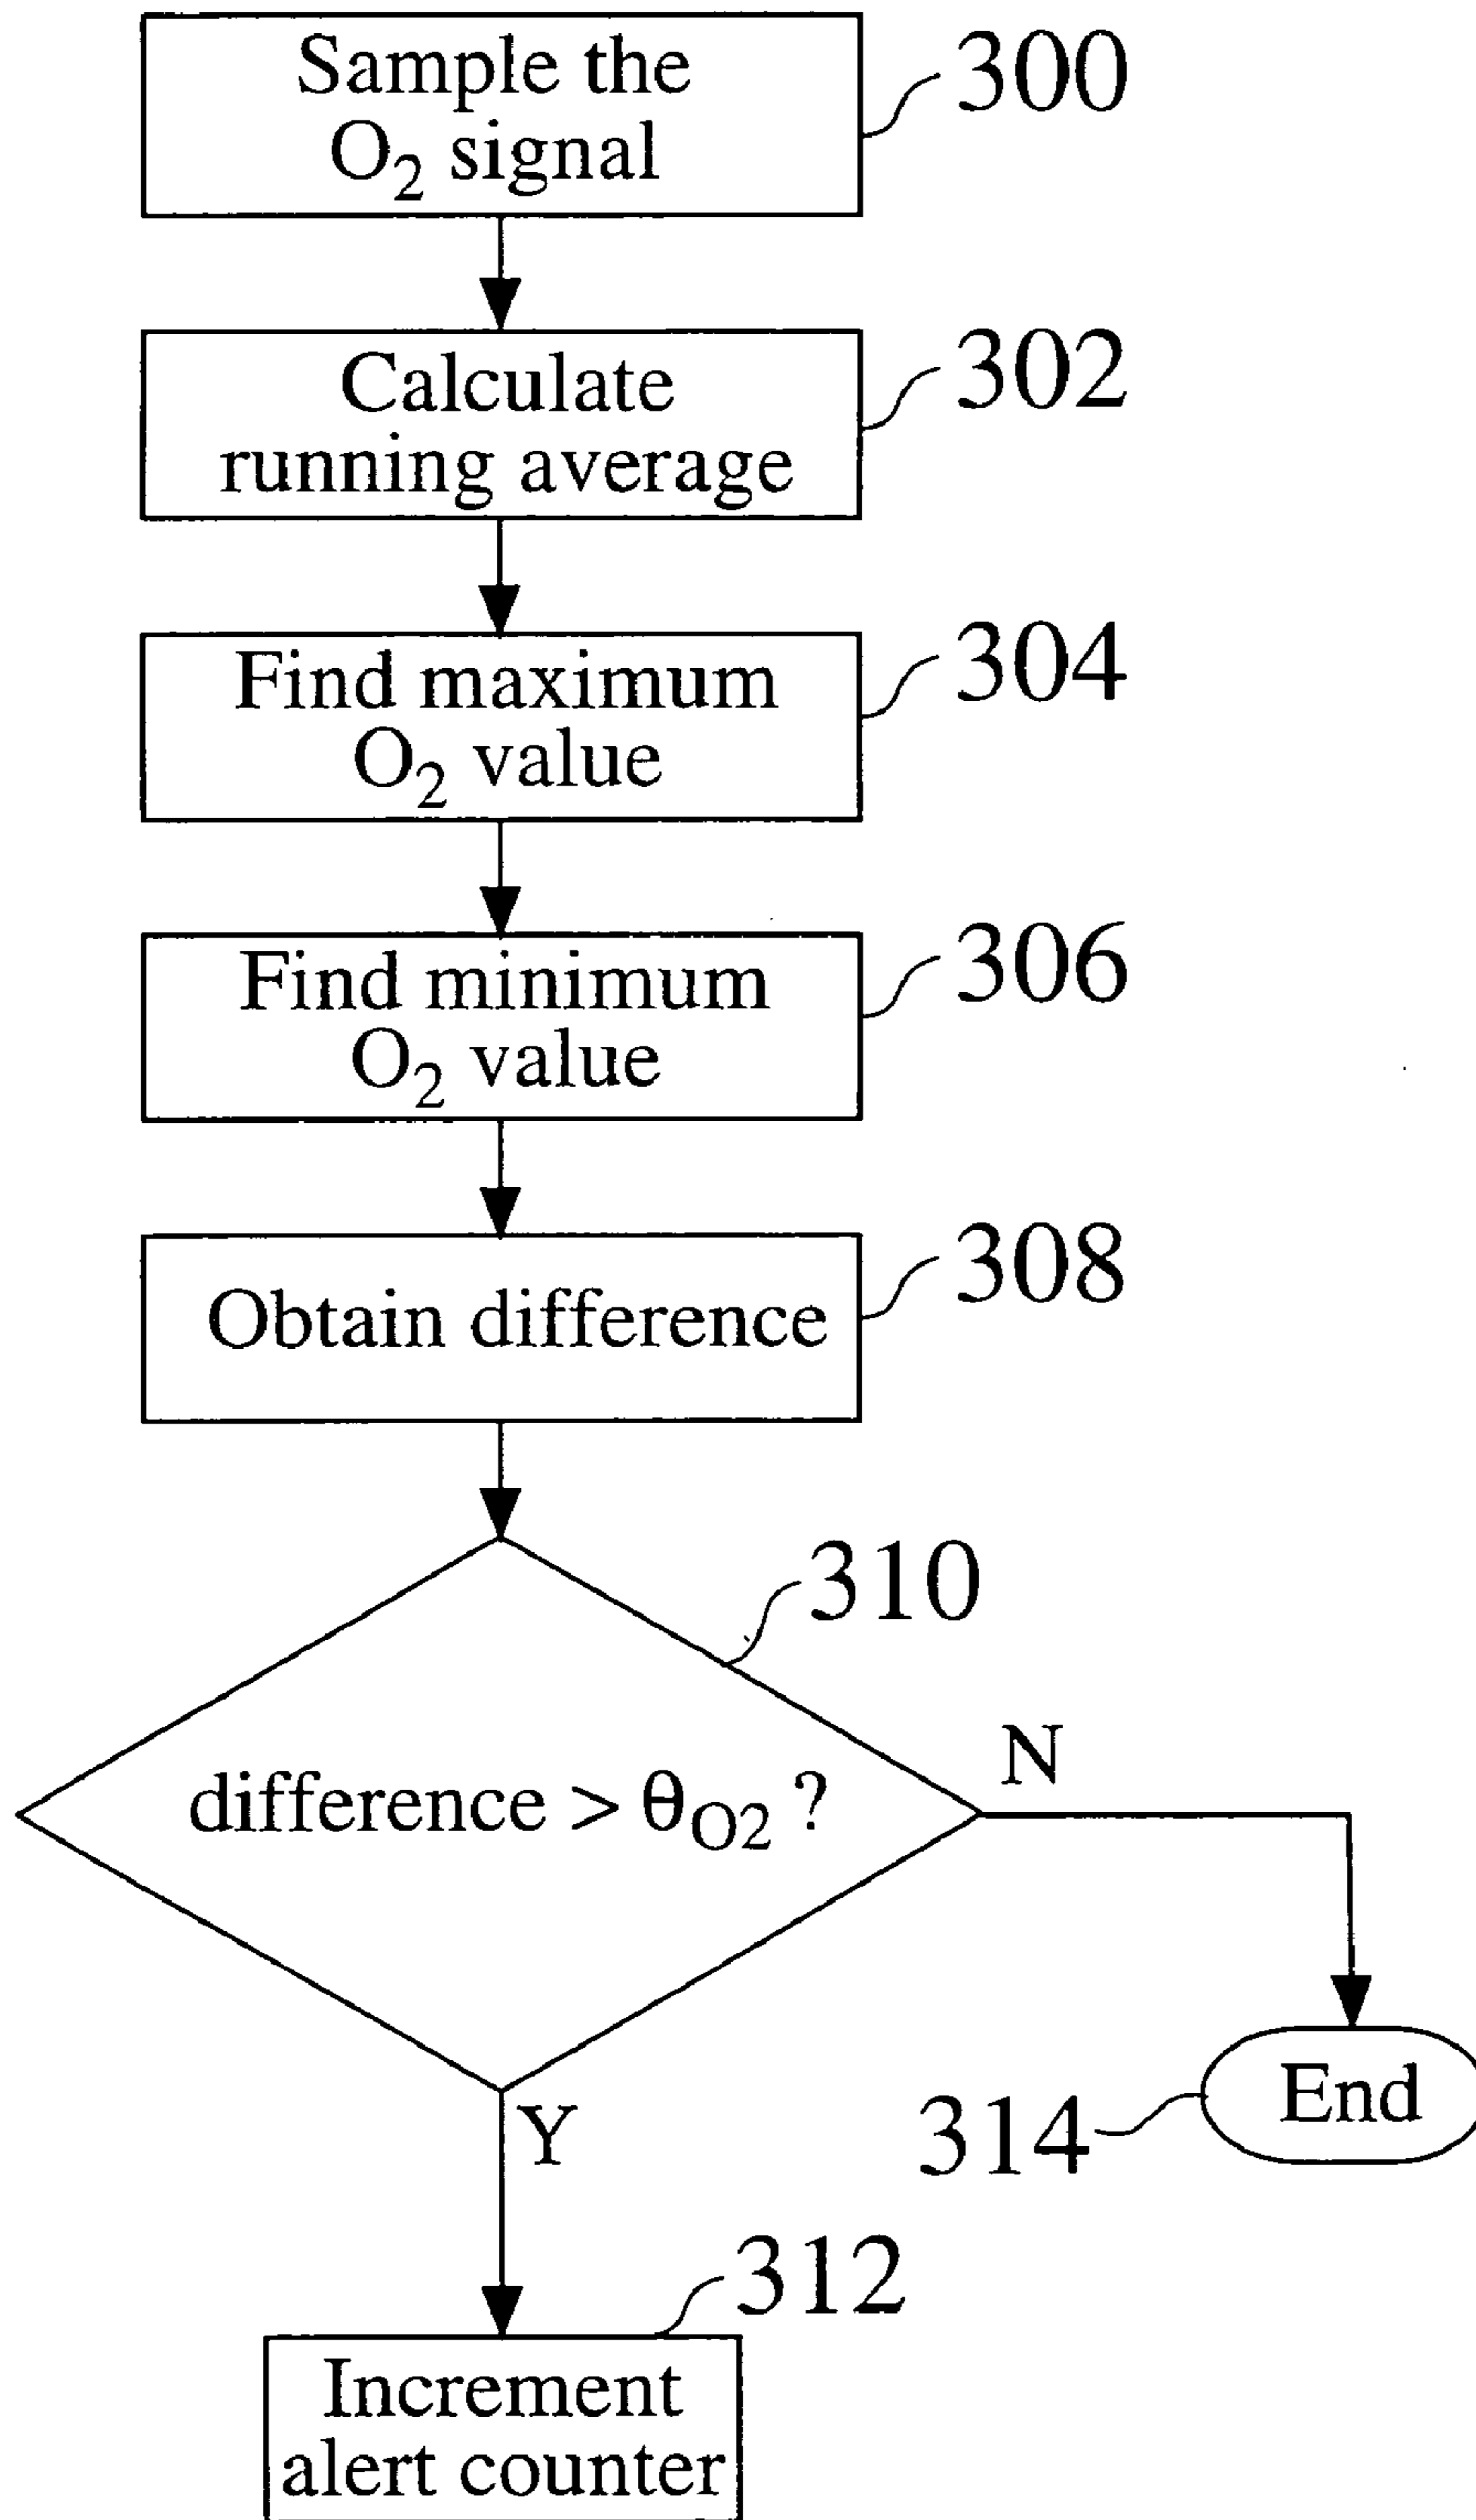 Sample the
O₂ signal
300
Calculate
running average
302
Find maximum
O₂ value
304
Find minimum
O₂ value
306
Obtain difference
308
310
difference > θ_O2 ?
N
Y
End
314
312
Increment
alert counter